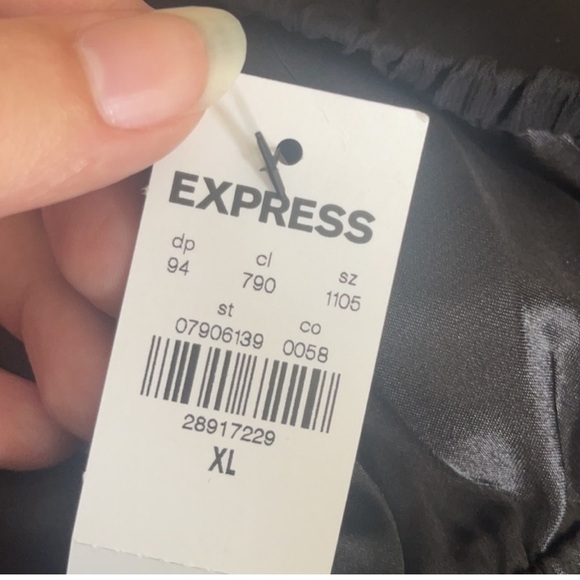 EXPRESS
dp cl sz
94 790 1105
st co
07906139 0058
28917229
XL